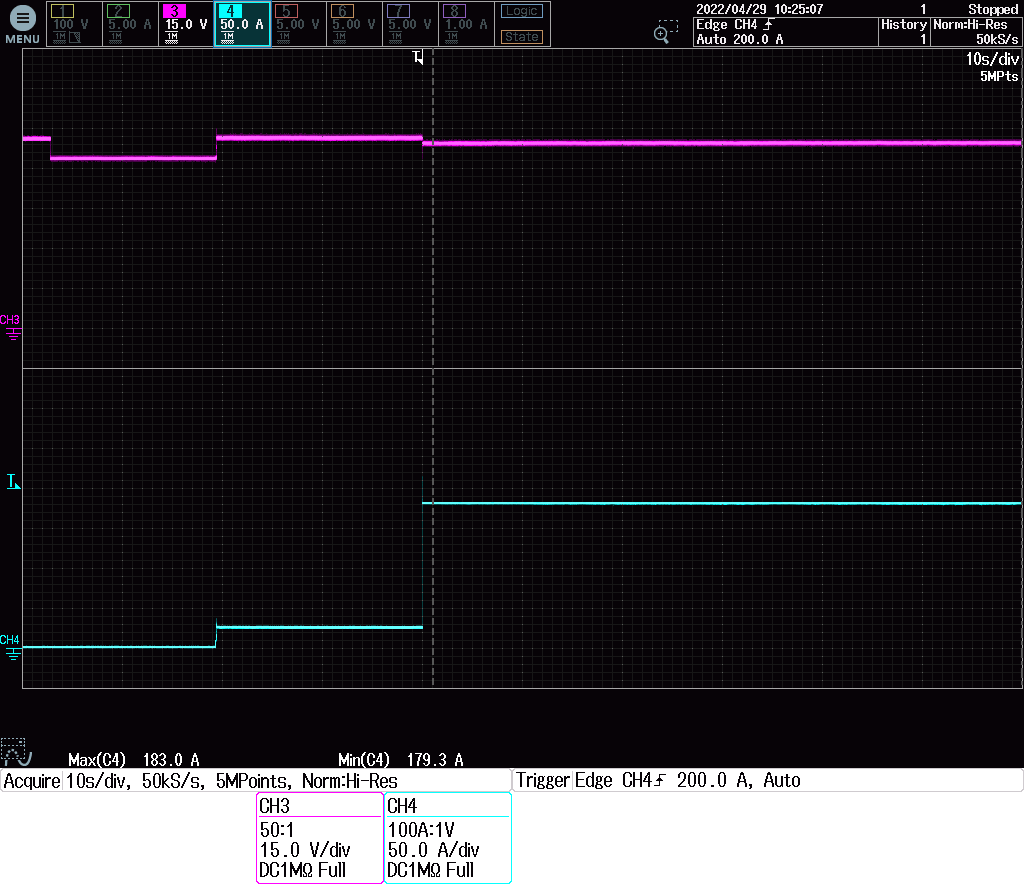 MENU
1 100 V 1M
2 5.00 A 1M
3 15.0 V 1M
4 50.0 A 1M
5 5.00 V 1M
6 5.00 V 1M
7 5.00 V 1M
8 1.00 A 1M
Logic
State
2022/04/29 10:25:07 1 Stopped
Edge CH4 History Norm:Hi-Res
Auto 200.0 A 1 50kS/s
T
10s/div
5MPts
CH3
T
CH4
Max(C4) 183.0 A Min(C4) 179.3 A
Acquire 10s/div, 50kS/s, 5MPoints, Norm:Hi-Res Trigger Edge CH4 200.0 A, Auto
CH3
50:1
15.0 V/div
DC1MΩ Full
CH4
100A:1V
50.0 A/div
DC1MΩ Full